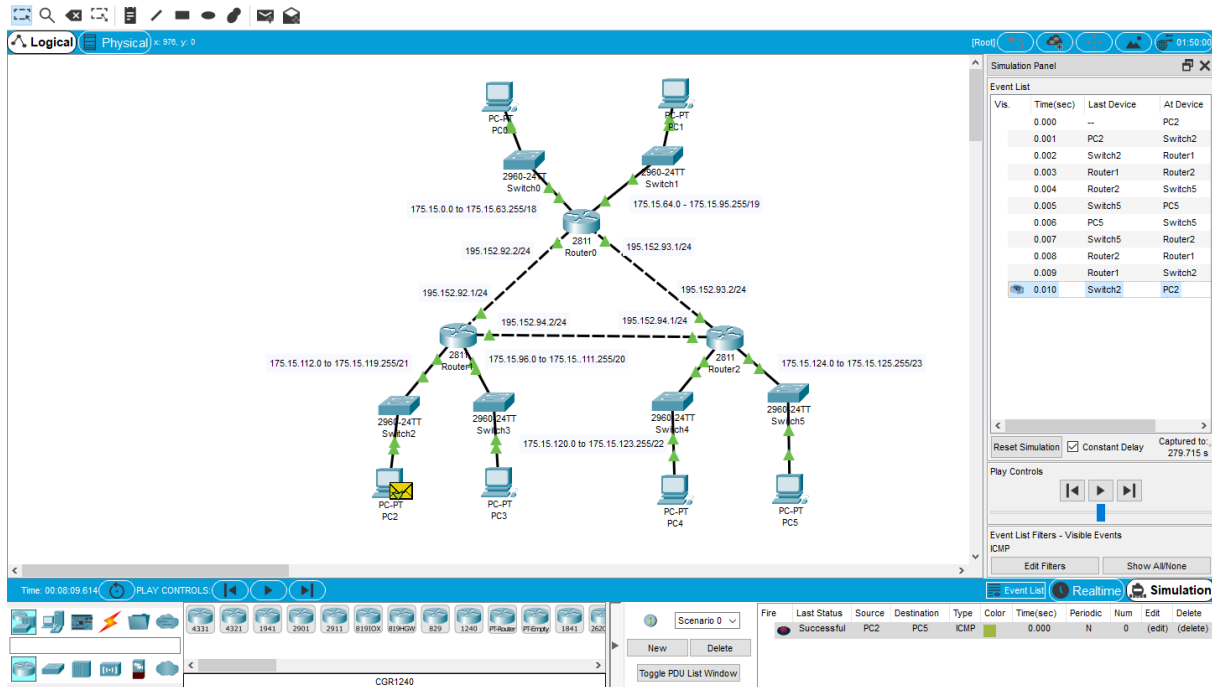 Logical Physical x: 976, y: 0 [Root] 01:50:00
PC-PT
PC0
PC-PT
PC1
2960-24TT
Switch0
2960-24TT
Switch1
175.15.0.0 to 175.15.63.255/18
175.15.64.0 - 175.15.95.255/19
2811
Router0
195.152.92.2/24
195.152.93.1/24
195.152.92.1/24
195.152.93.2/24
195.152.94.2/24
195.152.94.1/24
2811
Router1
2811
Router2
175.15.112.0 to 175.15.119.255/21
175.15.96.0 to 175.15..111.255/20
175.15.124.0 to 175.15.125.255/23
2960-24TT
Switch2
2960-24TT
Switch3
2960-24TT
Switch4
2960-24TT
Switch5
175.15.120.0 to 175.15.123.255/22
PC-PT
PC2
PC-PT
PC3
PC-PT
PC4
PC-PT
PC5
Simulation Panel
Event List
Vis. Time(sec) Last Device At Device
0.000 -- PC2
0.001 PC2 Switch2
0.002 Switch2 Router1
0.003 Router1 Router2
0.004 Router2 Switch5
0.005 Switch5 PC5
0.006 PC5 Switch5
0.007 Switch5 Router2
0.008 Router2 Router1
0.009 Router1 Switch2
0.010 Switch2 PC2
Reset Simulation Constant Delay Captured to:
279.715 s
Play Controls
Event List Filters - Visible Events
ICMP
Edit Filters Show All/None
Time: 00:08:09.614 PLAY CONTROLS: Event List Realtime Simulation
4331 4321 1941 2901 2911 819IOX 819HGW 829 1240 PT-Router PT-Empty 1841 262
CGR1240
Scenario 0
New Delete
Toggle PDU List Window
Fire Last Status Source Destination Type Color Time(sec) Periodic Num Edit Delete
Successful PC2 PC5 ICMP 0.000 N 0 (edit) (delete)